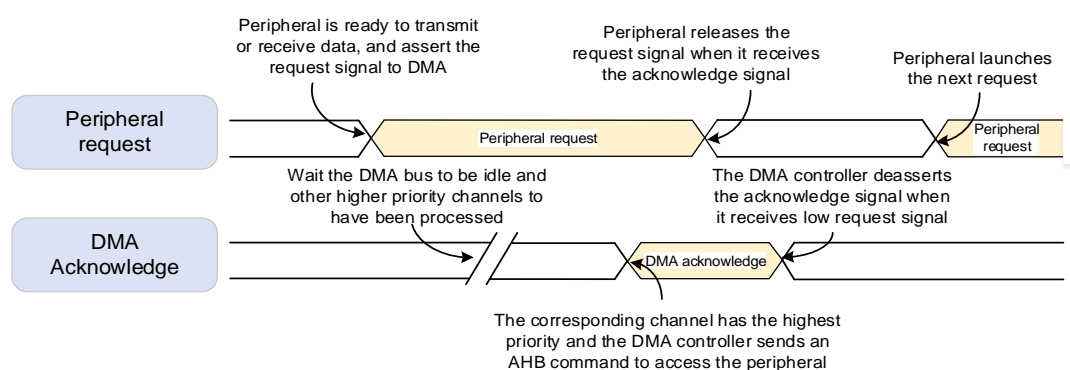 Peripheral is ready to transmit
or receive data, and assert the
request signal to DMA
Peripheral releases the
request signal when it receives
the acknowledge signal
Peripheral launches
the next request
Peripheral
request
Peripheral request
Peripheral
request
Wait the DMA bus to be idle and
other higher priority channels to
have been processed
The DMA controller deasserts
the acknowledge signal when
it receives low request signal
DMA
Acknowledge
DMA acknowledge
The corresponding channel has the highest
priority and the DMA controller sends an
AHB command to access the peripheral